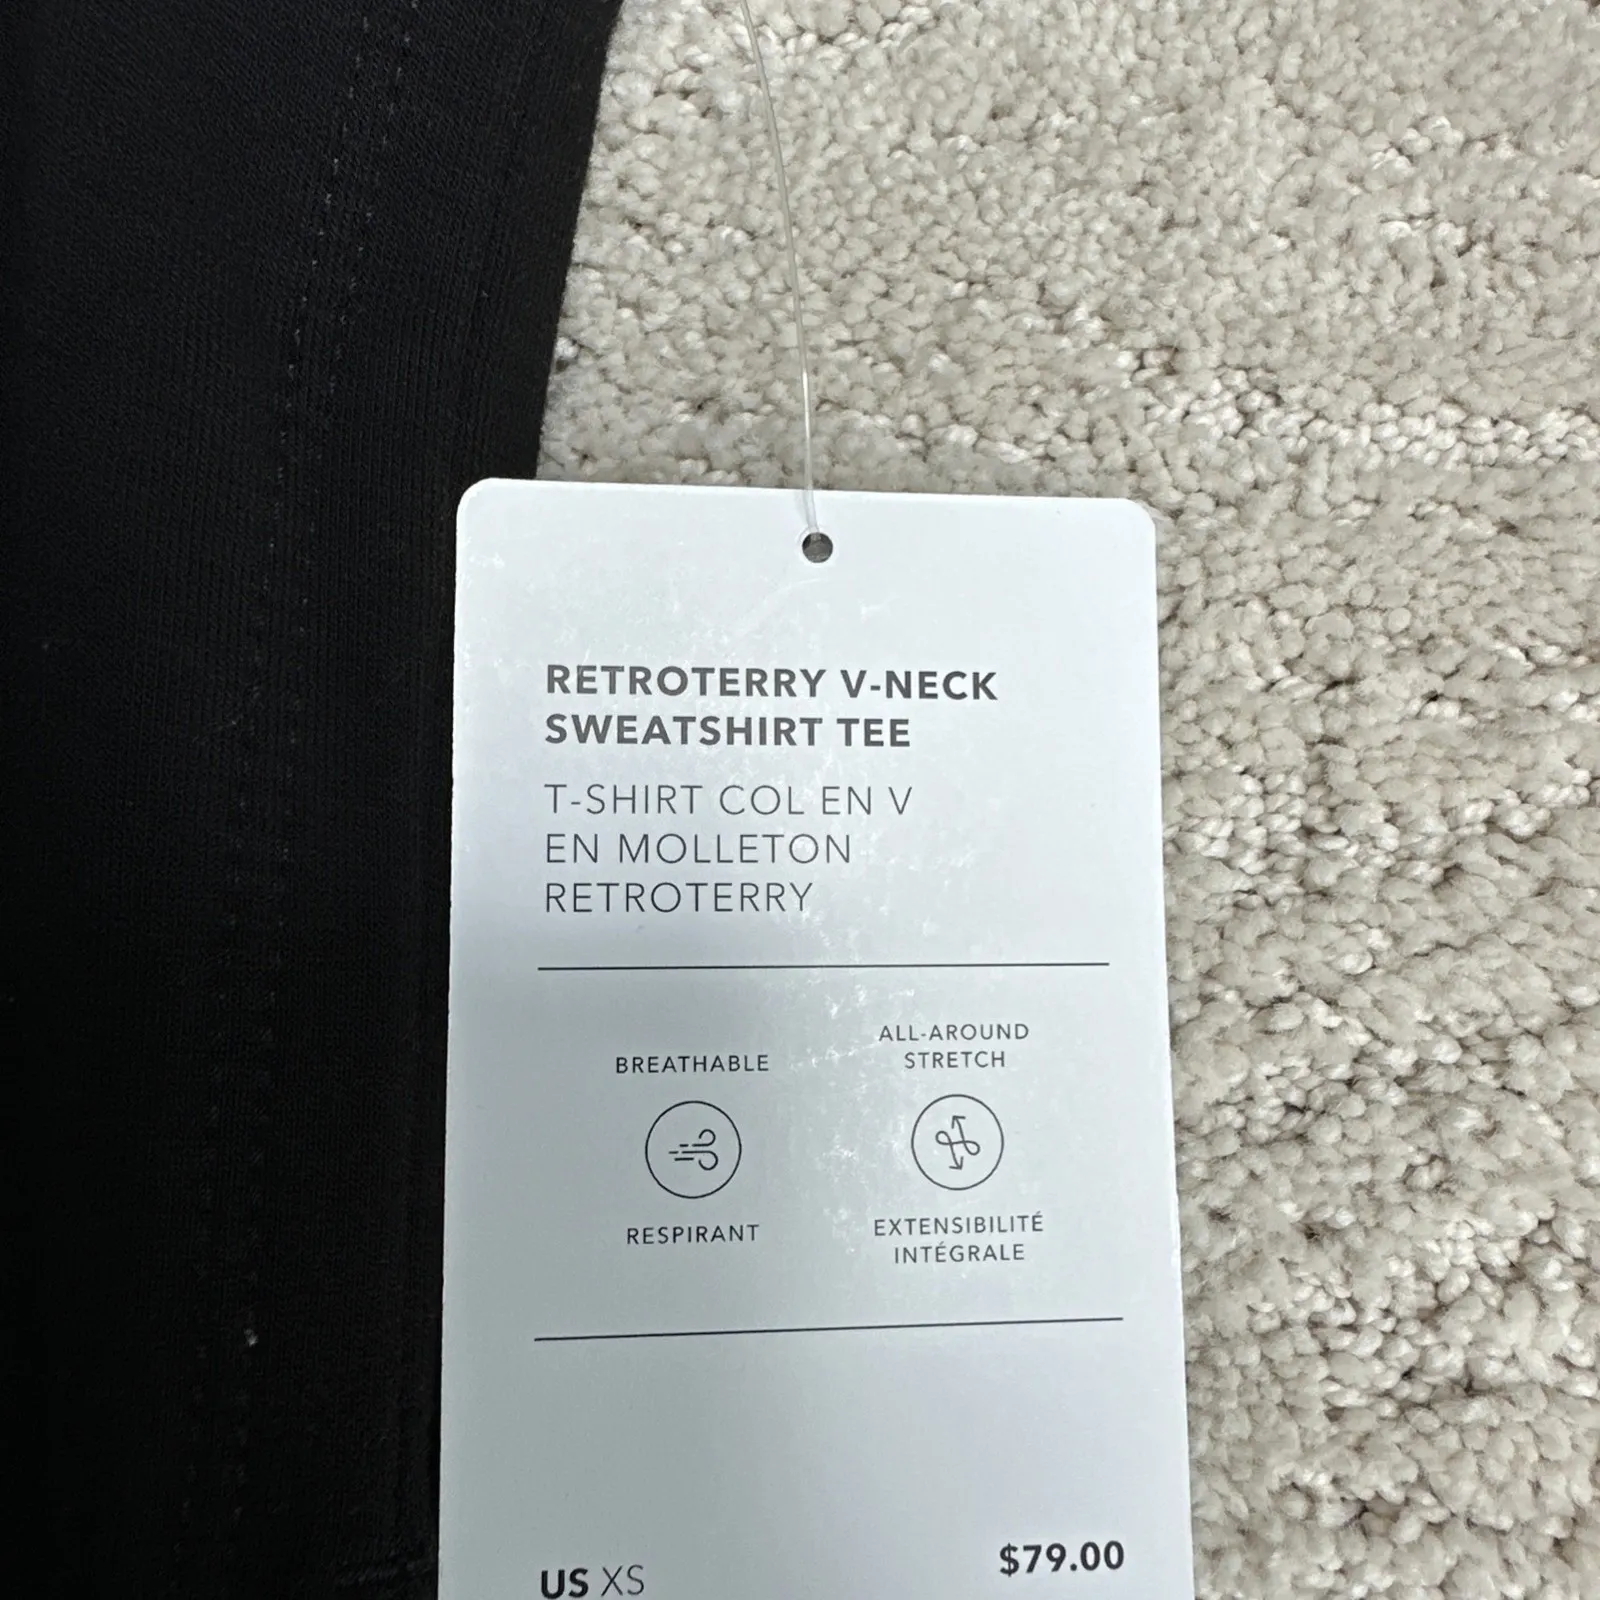 RETROTERRY V-NECK
SWEATSHIRT TEE
T-SHIRT COL EN V
EN MOLLETON
RETROTERRY
BREATHABLE
RESPIRANT
ALL-AROUND
STRETCH
EXTENSIBILITÉ
INTÉGRALE
US XS
$79.00